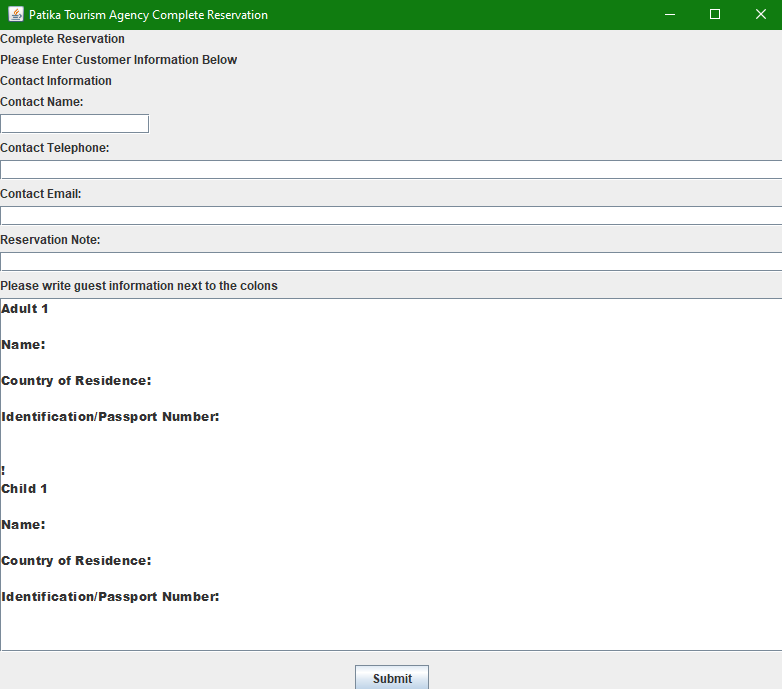 Patika Tourism Agency Complete Reservation
Complete Reservation
Please Enter Customer Information Below
Contact Information
Contact Name:
Contact Telephone:
Contact Email:
Reservation Note:
Please write guest information next to the colons
Adult 1
Name:
Country of Residence:
Identification/Passport Number:
!
Child 1
Name:
Country of Residence:
Identification/Passport Number:
Submit